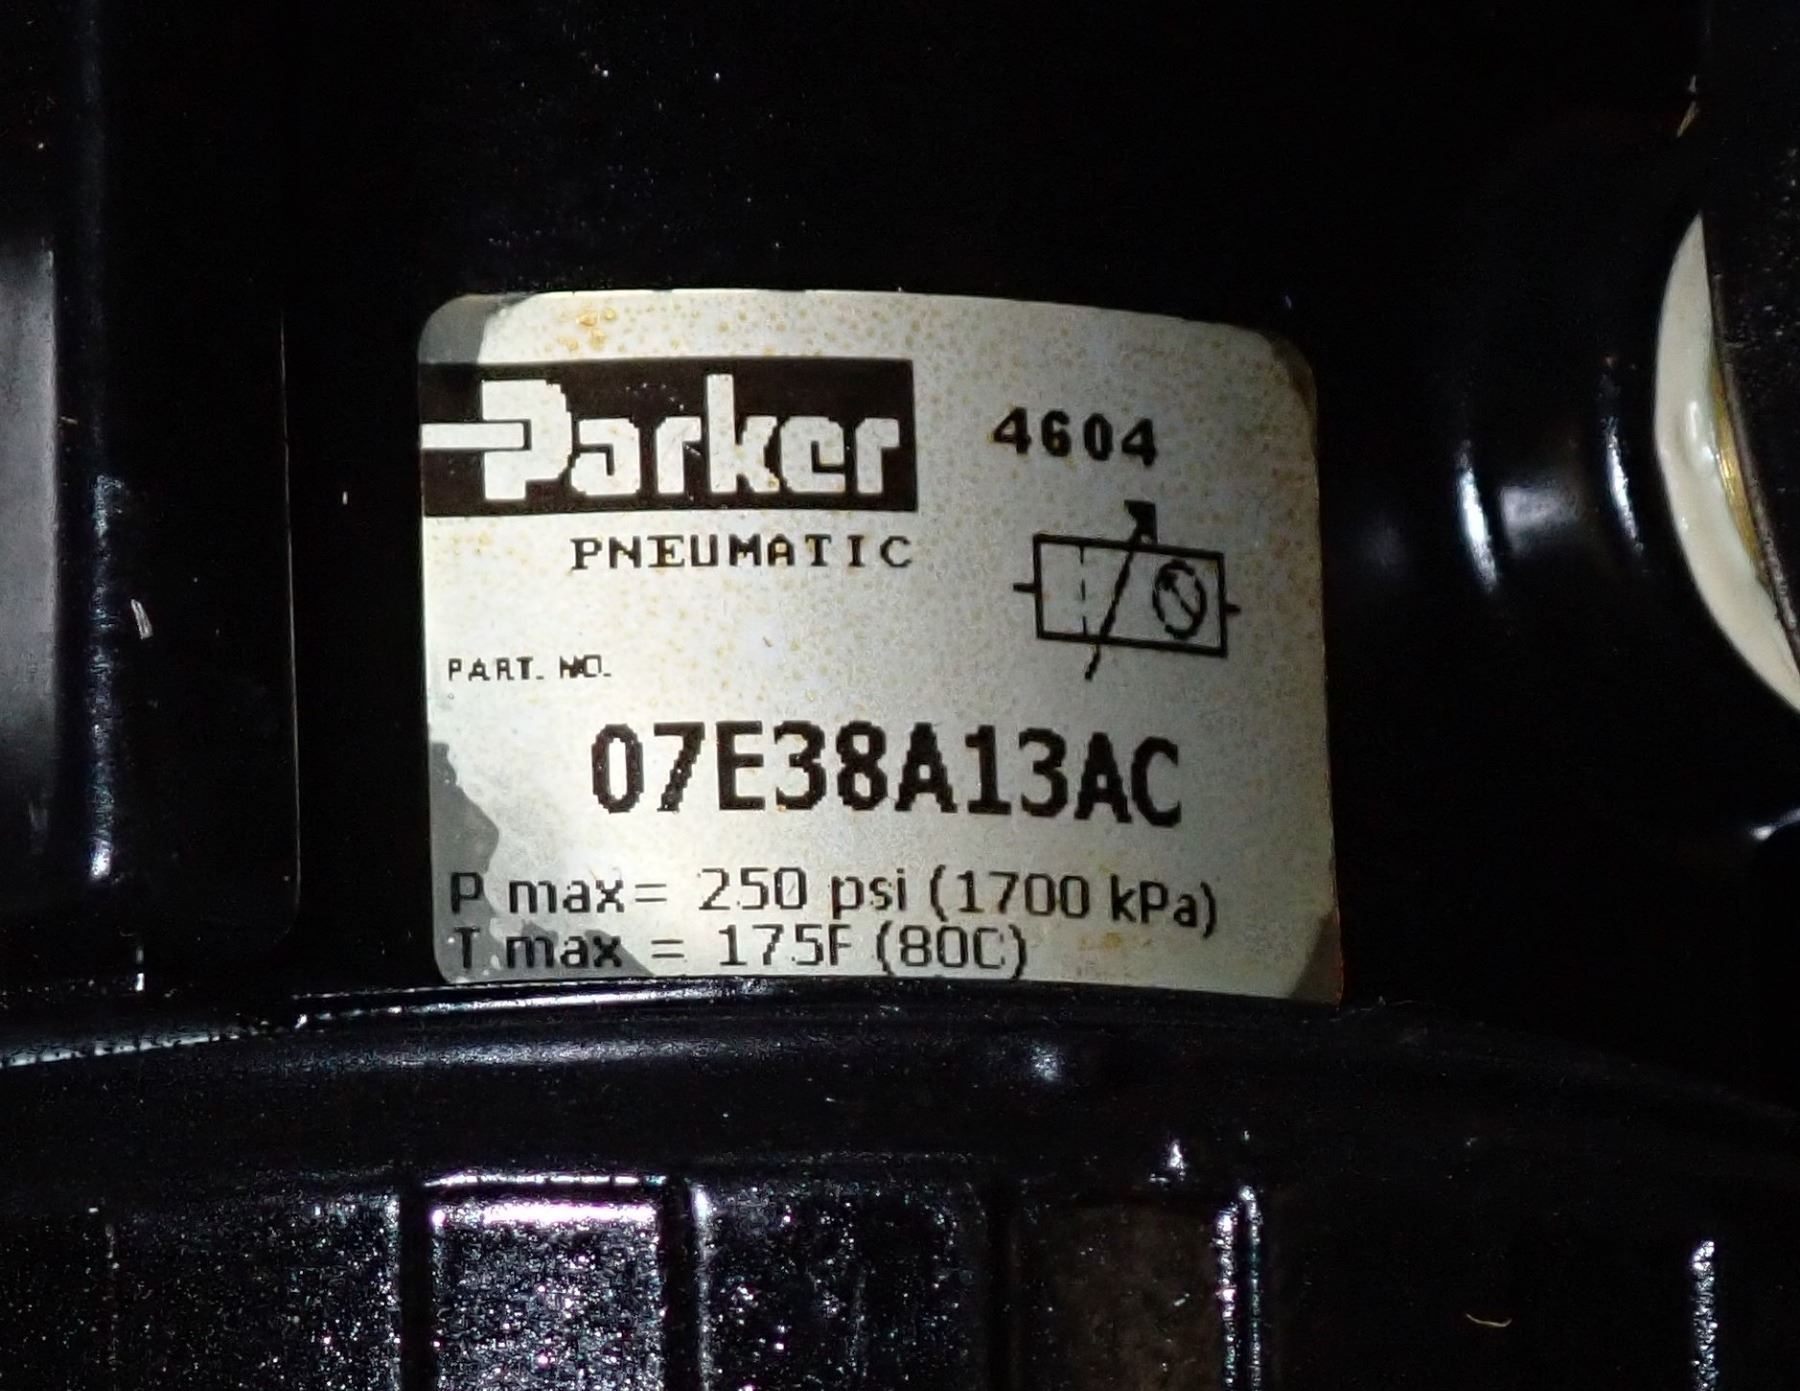 Parker 4604
PNEUMATIC
PART. NO.
07E38A13AC
P max= 250 psi (1700 kPa)
T max = 175F (80C)